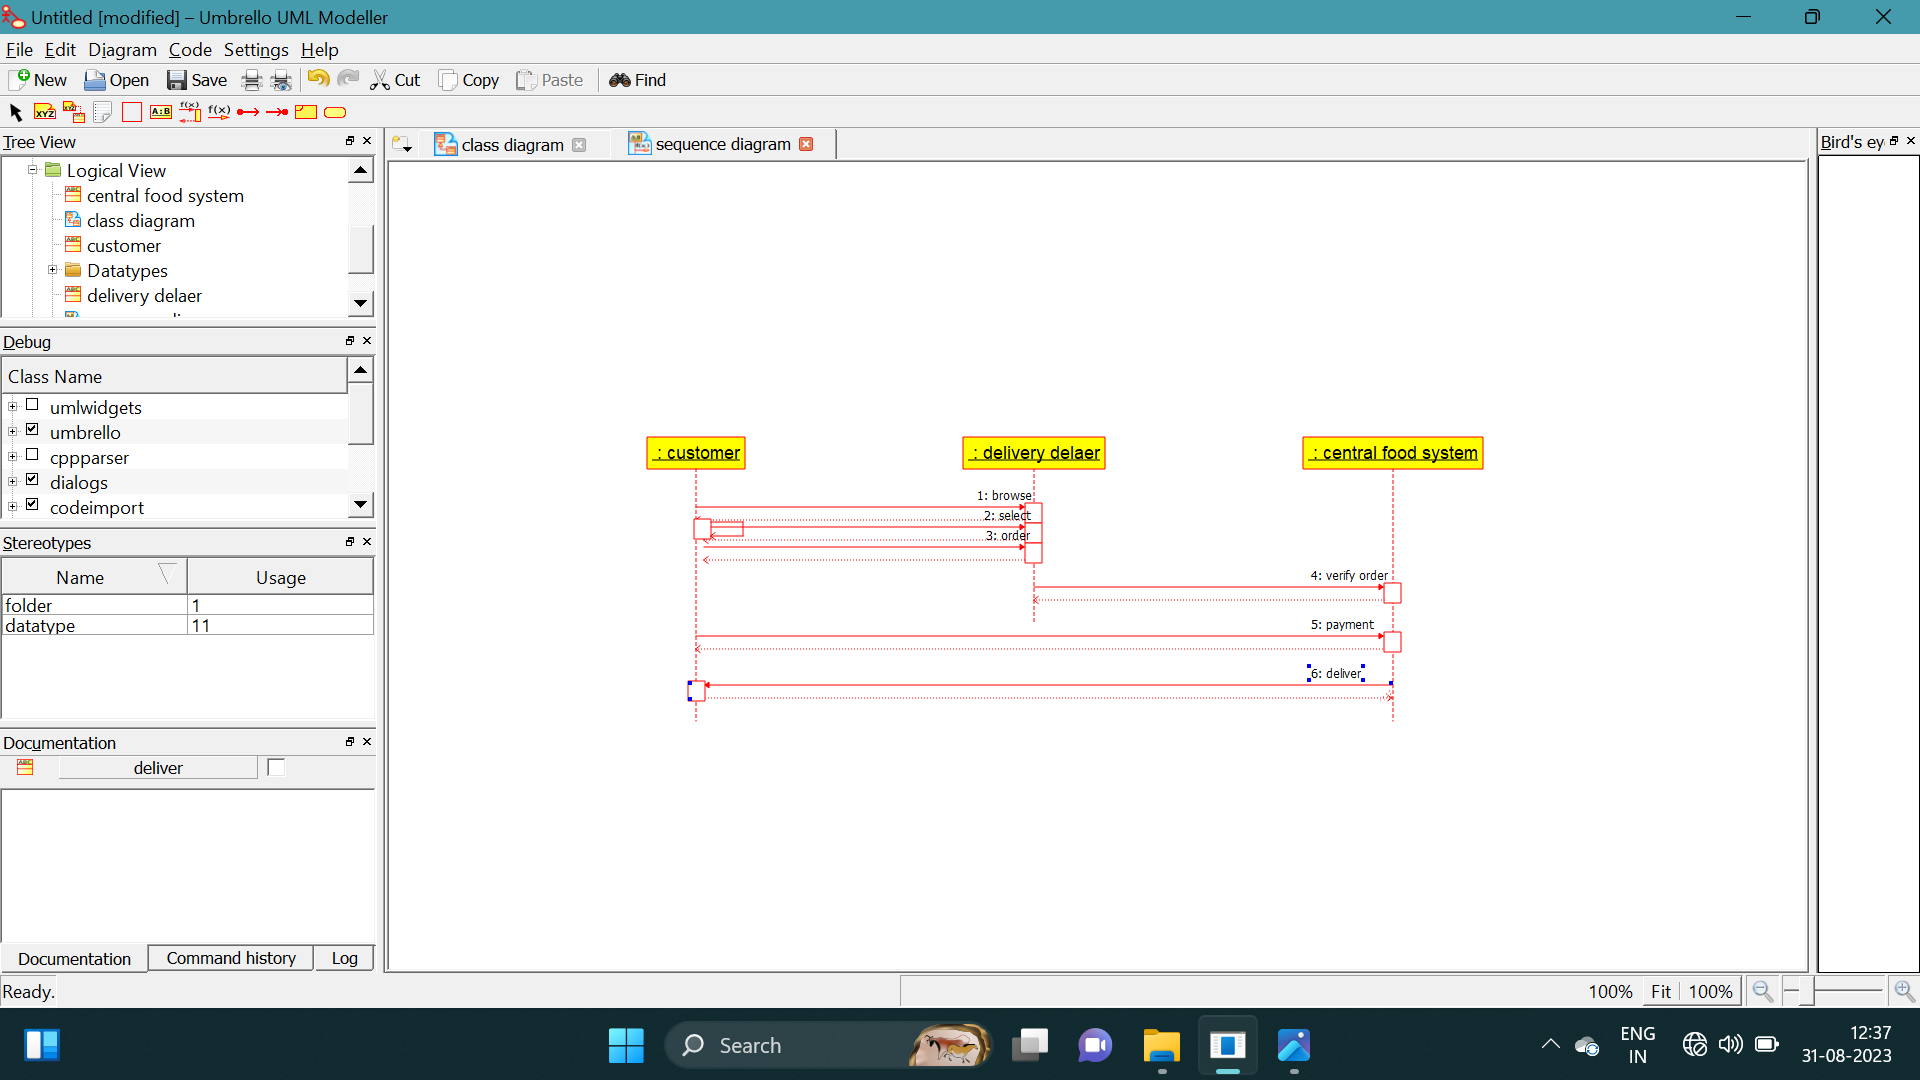 Untitled [modified] – Umbrello UML Modeller
File Edit Diagram Code Settings Help
New Open Save Cut Copy Paste Find
XYZ XYZ A:B f(x) f(x)
Tree View
Logical View
central food system
class diagram
customer
Datatypes
delivery delaer
Debug
Class Name
umlwidgets
umbrello
cppparser
dialogs
codeimport
Stereotypes
Name Usage
folder 1
datatype 11
Documentation
deliver
Documentation Command history Log
class diagram sequence diagram
: customer : delivery delaer : central food system
1: browse
2: select
3: order
4: verify order
5: payment
6: deliver
Bird's ey
Ready.
100% Fit 100%
Search
ENG
IN
12:37
31-08-2023